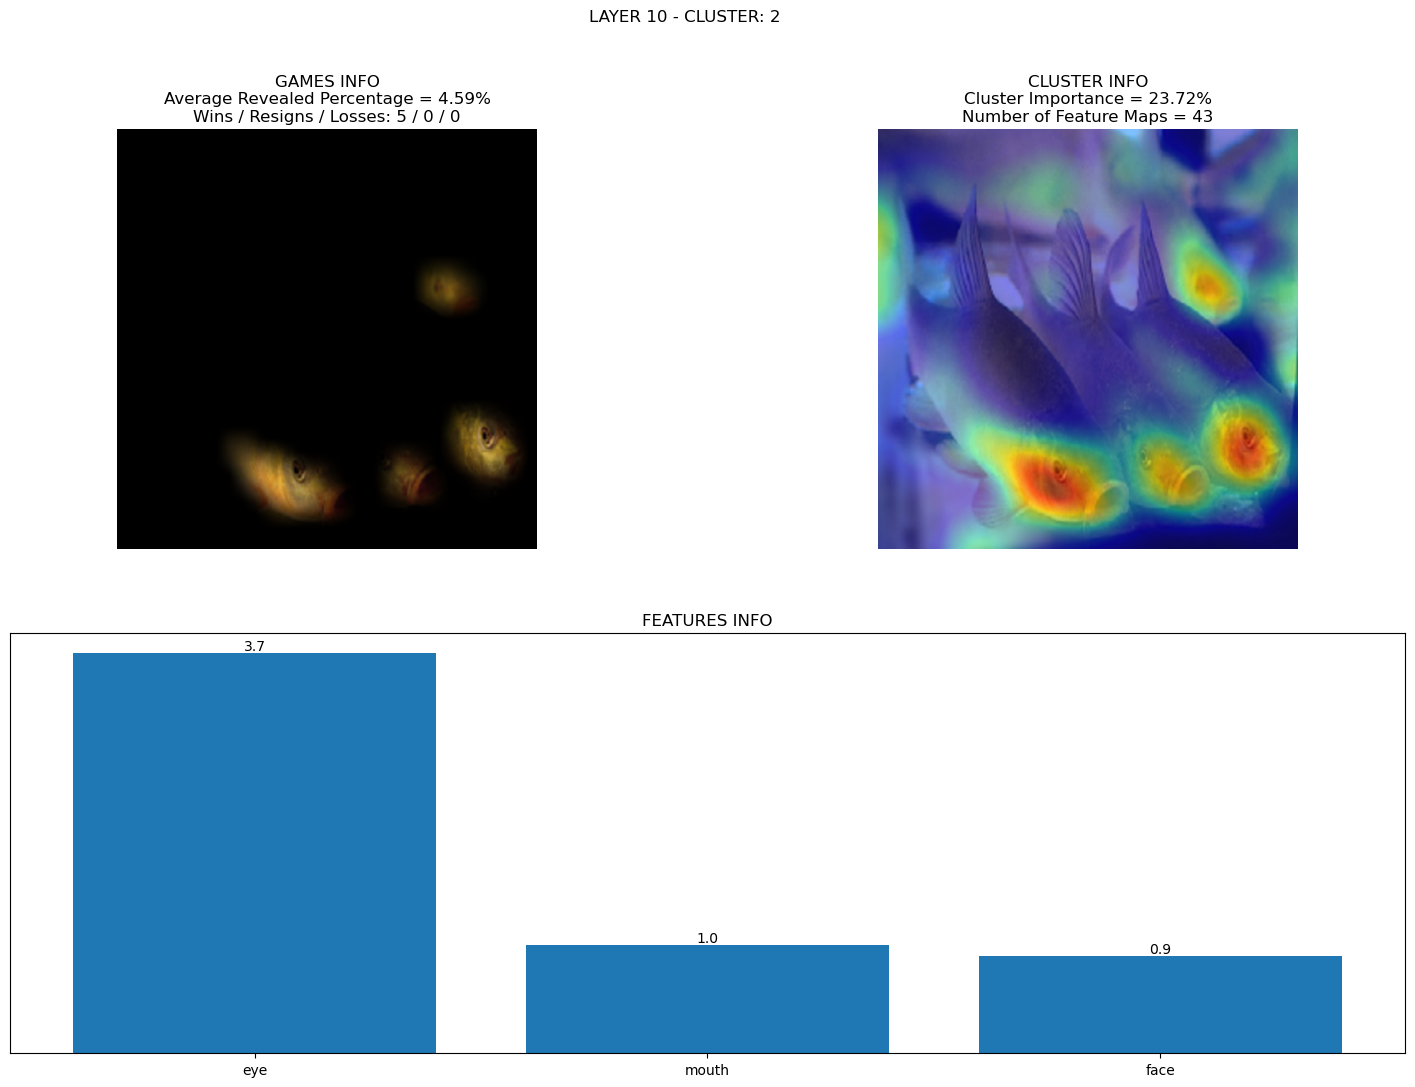 LAYER 10 - CLUSTER: 2
GAMES INFO
Average Revealed Percentage = 4.59%
Wins / Resigns / Losses: 5 / 0 / 0
CLUSTER INFO
Cluster Importance = 23.72%
Number of Feature Maps = 43
FEATURES INFO
3.7
1.0
0.9
eye
mouth
face